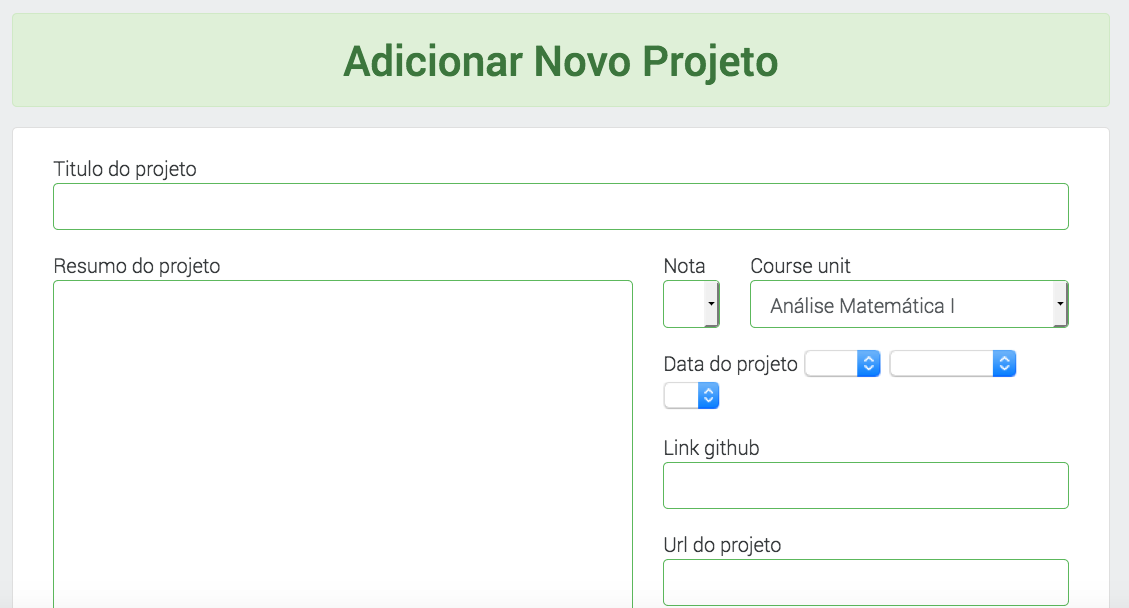 Adicionar Novo Projeto
Titulo do projeto
Resumo do projeto
Nota
Course unit
Análise Matemática I
Data do projeto
Link github
Url do projeto